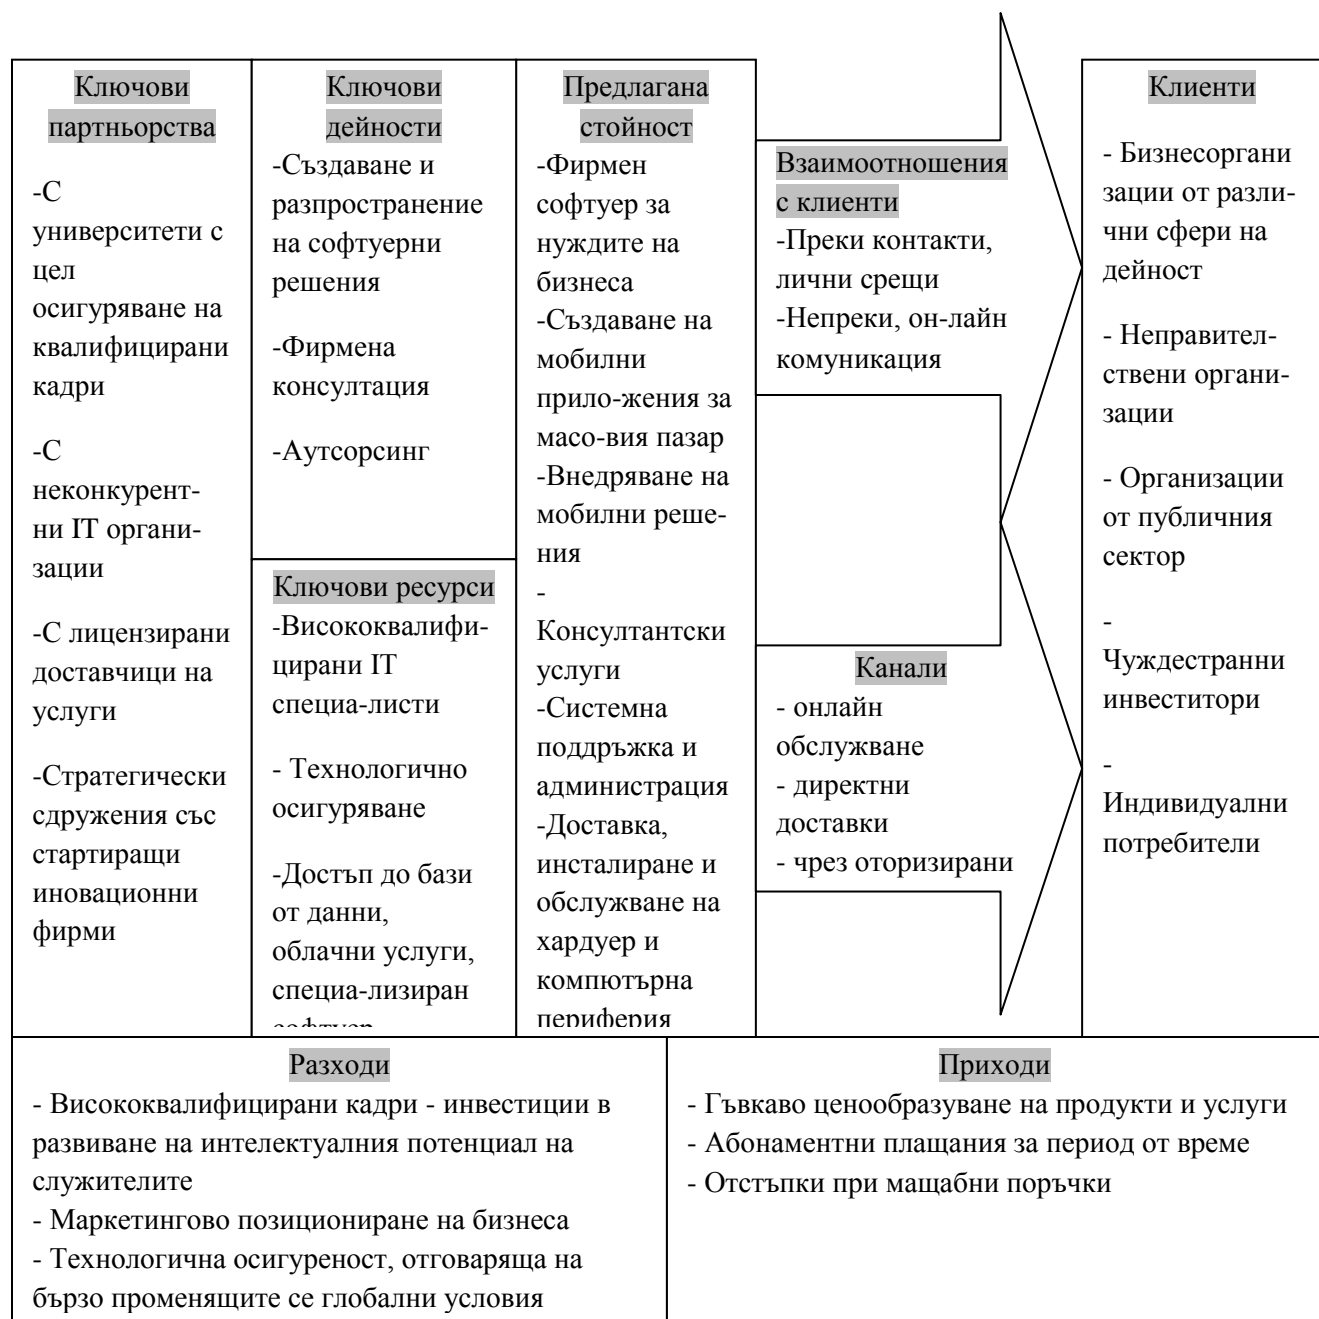 Ключови
партньорства
-С
университети с
цел
осигуряване на
квалифицирани
кадри
-С
неконкурент-
ни IT органи-
зации
-С лицензирани
доставчици на
услуги
-Стратегически
сдружения със
стартиращи
иновационни
фирми
Ключови
дейности
-Създаване и
разпространение
на софтуерни
решения
-Фирмена
консултация
-Аутсорсинг
Ключови ресурси
-Висококвалифи-
цирани IT
специа-листи
- Технологично
осигуряване
-Достъп до бази
от данни,
облачни услуги,
специа-лизиран
софтуер
Предлагана
стойност
-Фирмен
софтуер за
нуждите на
бизнеса
-Създаване на
мобилни
прило-жения за
масо-вия пазар
-Внедряване на
мобилни реше-
ния
-
Консултантски
услуги
-Системна
поддръжка и
администрация
-Доставка,
инсталиране и
обслужване на
хардуер и
компютърна
периферия
Взаимоотношения
с клиенти
-Преки контакти,
лични срещи
-Непреки, он-лайн
комуникация
Канали
- онлайн
обслужване
- директни
доставки
- чрез оторизирани
Клиенти
- Бизнесоргани
зации от разли-
чни сфери на
дейност
- Неправител-
ствени органи-
зации
- Организации
от публичния
сектор
-
Чуждестранни
инвеститори
-
Индивидуални
потребители
Разходи
- Висококвалифицирани кадри - инвестиции в
развиване на интелектуалния потенциал на
служителите
- Маркетингово позициониране на бизнеса
- Технологична осигуреност, отговаряща на
бързо променящите се глобални условия
Приходи
- Гъвкаво ценообразуване на продукти и услуги
- Абонаментни плащания за период от време
- Отстъпки при мащабни поръчки